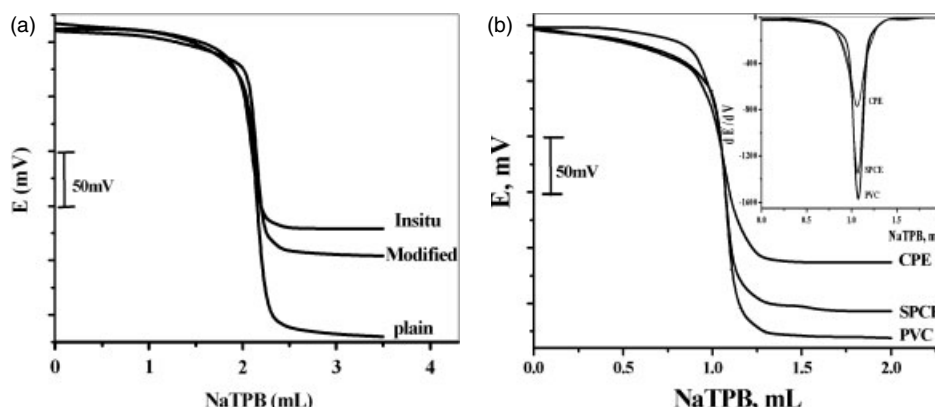 (a)
E (mV)
50mV
Insitu
Modified
plain
0 1 2 3 4
NaTPB (mL)
(b)
E, mV
50mV
CPE
SPCE
PVC
0.0 0.5 1.0 1.5 2.0
NaTPB, mL
0
-400
-800
-1200
-1600
d E/d V
CPE
SPCE
PVC
0.0 0.5 1.0 1.5
NaTPB, m